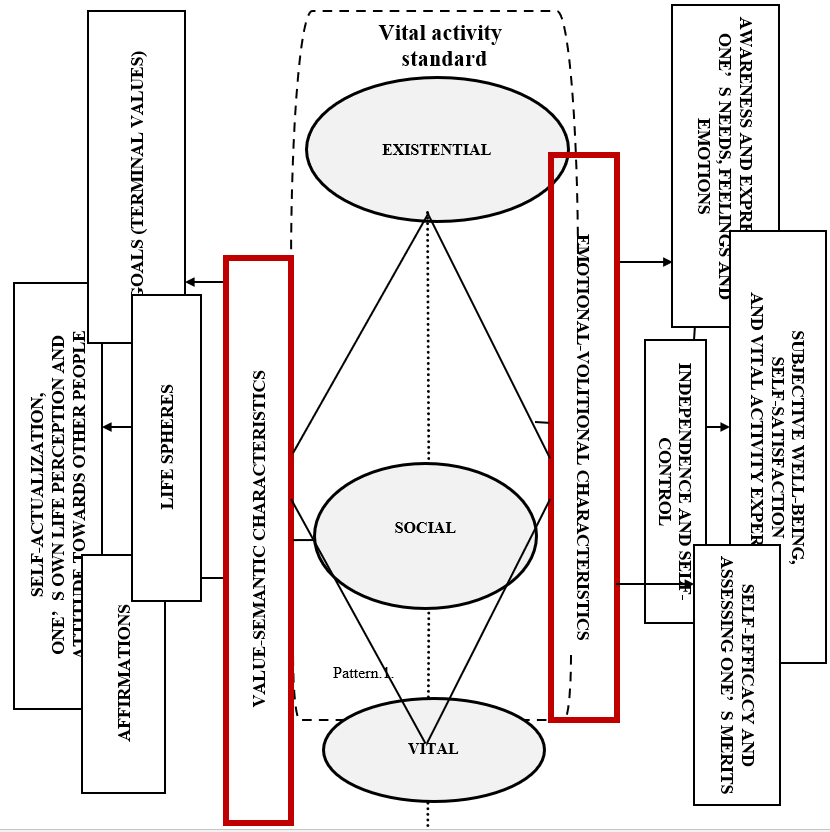 Vital activity
standard
EXISTENTIAL
SOCIAL
Pattern.1.
VITAL
GOALS (TERMINAL VALUES)
SELF-ACTUALIZATION,
ONE’S OWN LIFE PERCEPTION AND
ATTITUDE TOWARDS OTHER PEOPLE
LIFE SPHERES
AFFIRMATIONS
VALUE-SEMANTIC CHARACTERISTICS
EMOTIONAL-VOLITIONAL CHARACTERISTICS
AWARENESS AND EXPRE
ONE’S NEEDS, FEELINGS AND
EMOTIONS
SUBJECTIVE WELL-BEING,
SELF-SATISFACTION
AND VITAL ACTIVITY EXPER
INDEPENDENCE AND SELF-
CONTROL
SELF-EFFICACY AND
ASSESSING ONE’S MERITS